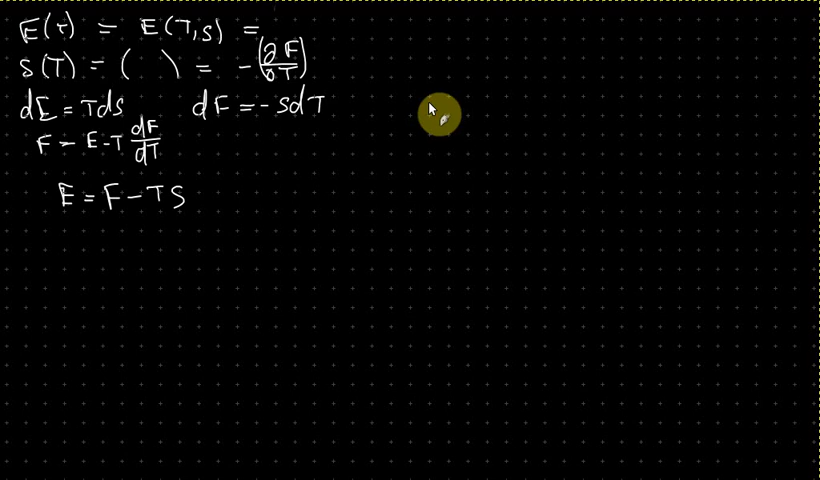 E(T) = E(T,S) =
S(T) = ( ) = -(∂F/∂T)
dE = TdS dF = -SdT
F = E - T dF/dT
E = F - TS